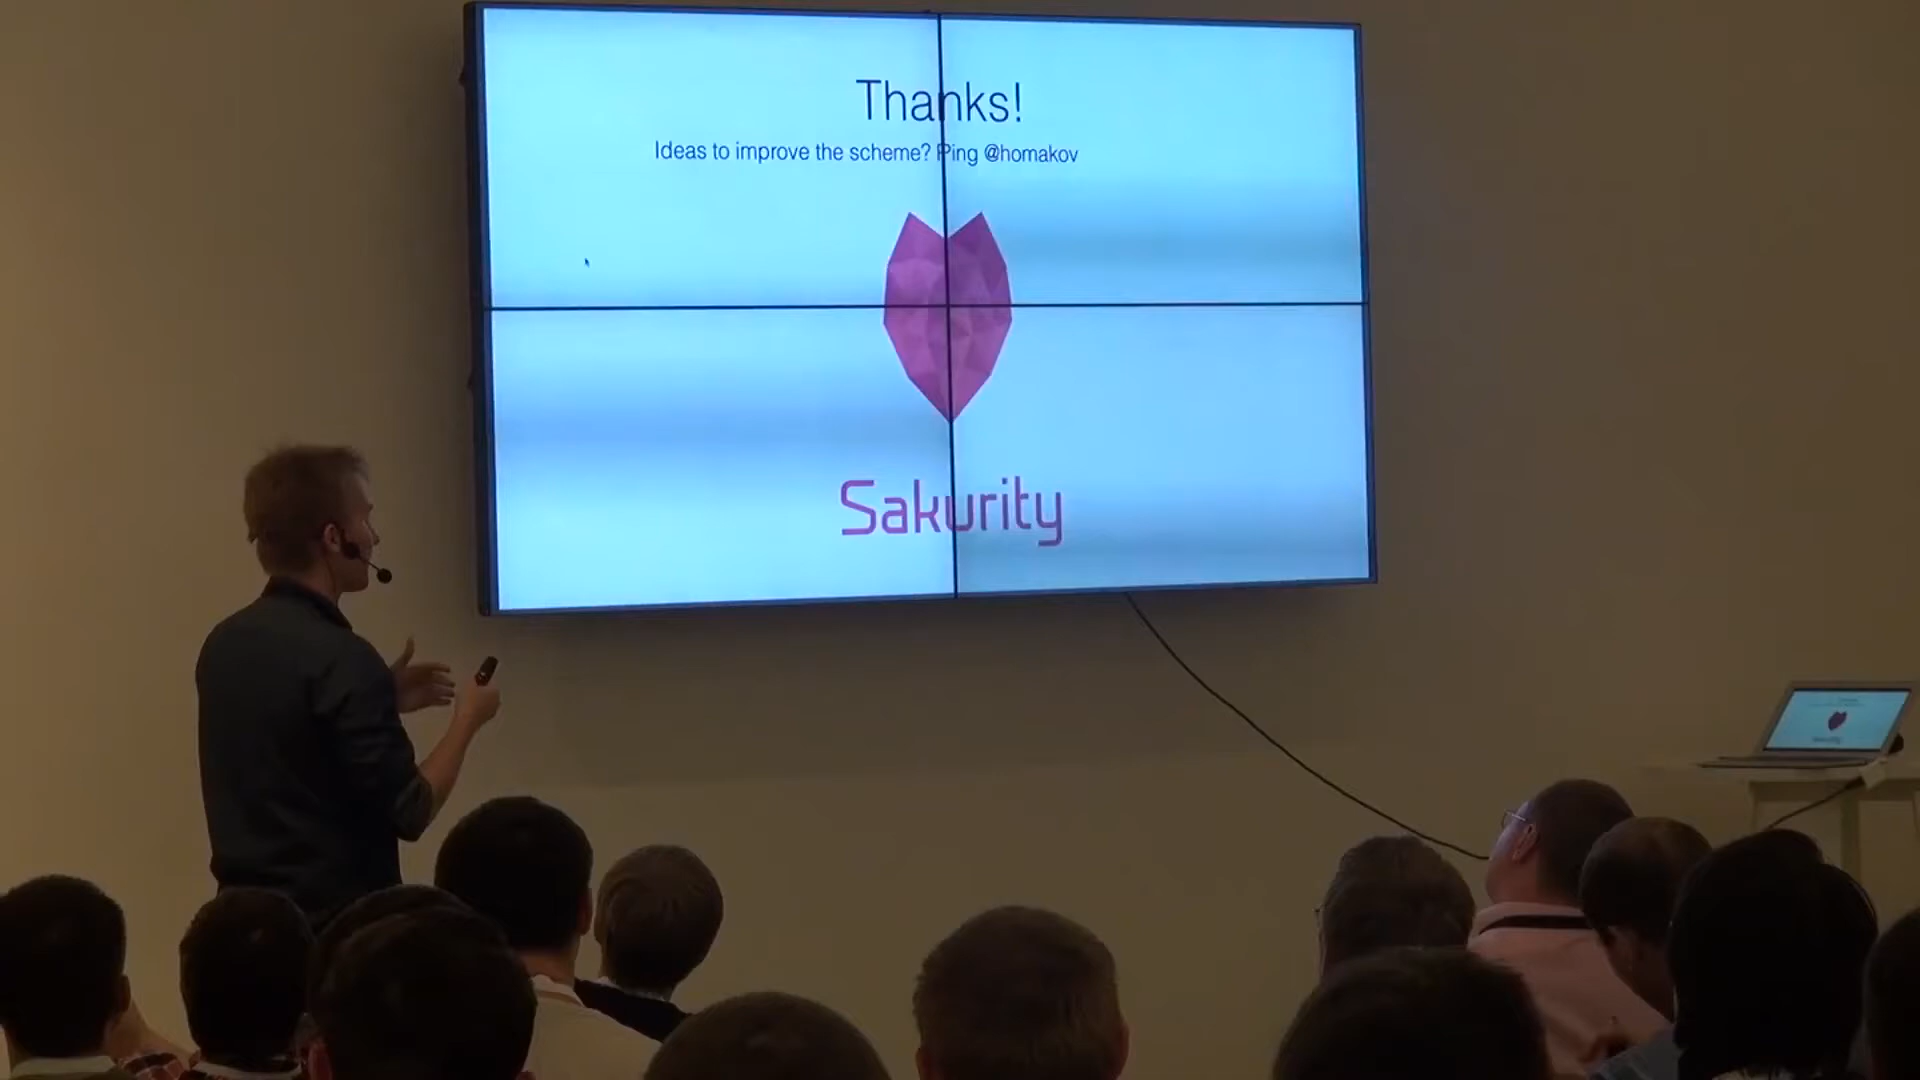 Thanks!
Ideas to improve the scheme? Ping @homakov
Sakurity